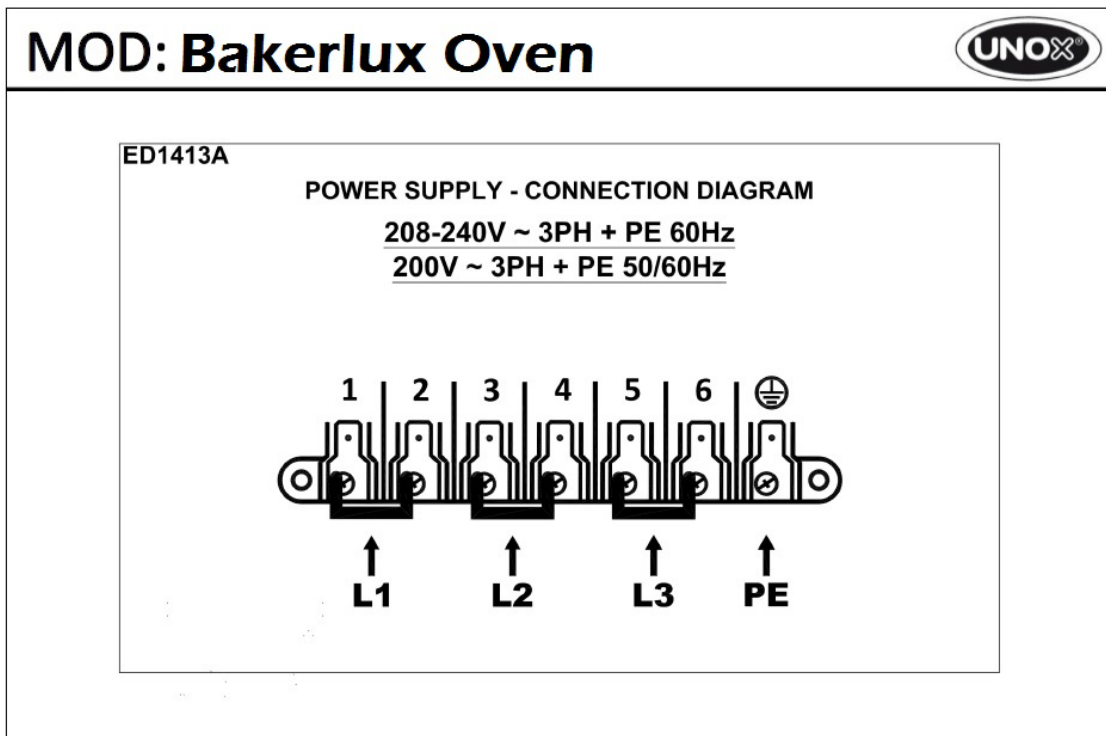 MOD: Bakerlux Oven
UNOX®
ED1413A
POWER SUPPLY - CONNECTION DIAGRAM
208-240V ~ 3PH + PE 60Hz
200V ~ 3PH + PE 50/60Hz
1 2 3 4 5 6
L1 L2 L3 PE